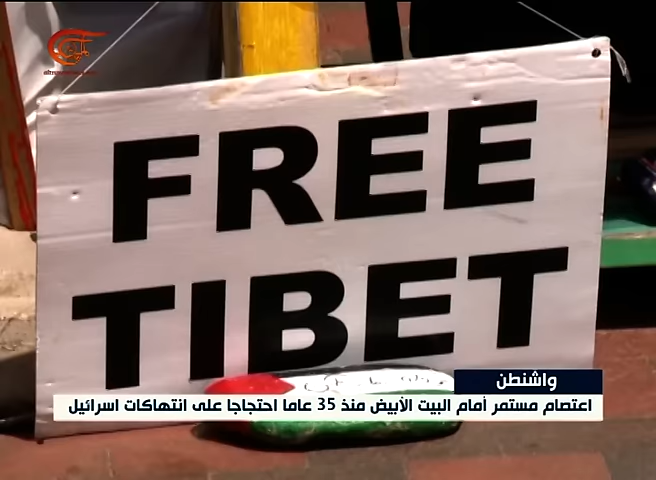 FREE
TIBET
واشنطن
اعتصام مستمر أمام البيت الأبيض منذ 35 عاما احتجاجا على انتهاكات اسرائيل